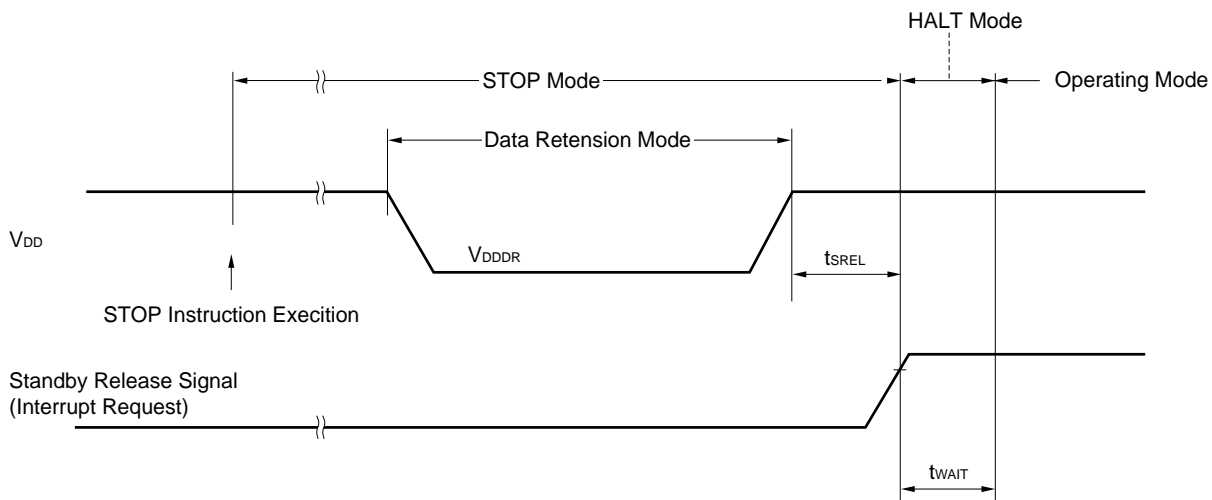 HALT Mode
STOP Mode
Operating Mode
Data Retension Mode
VDD
VDDDR
tSREL
STOP Instruction Execition
Standby Release Signal
(Interrupt Request)
tWAIT